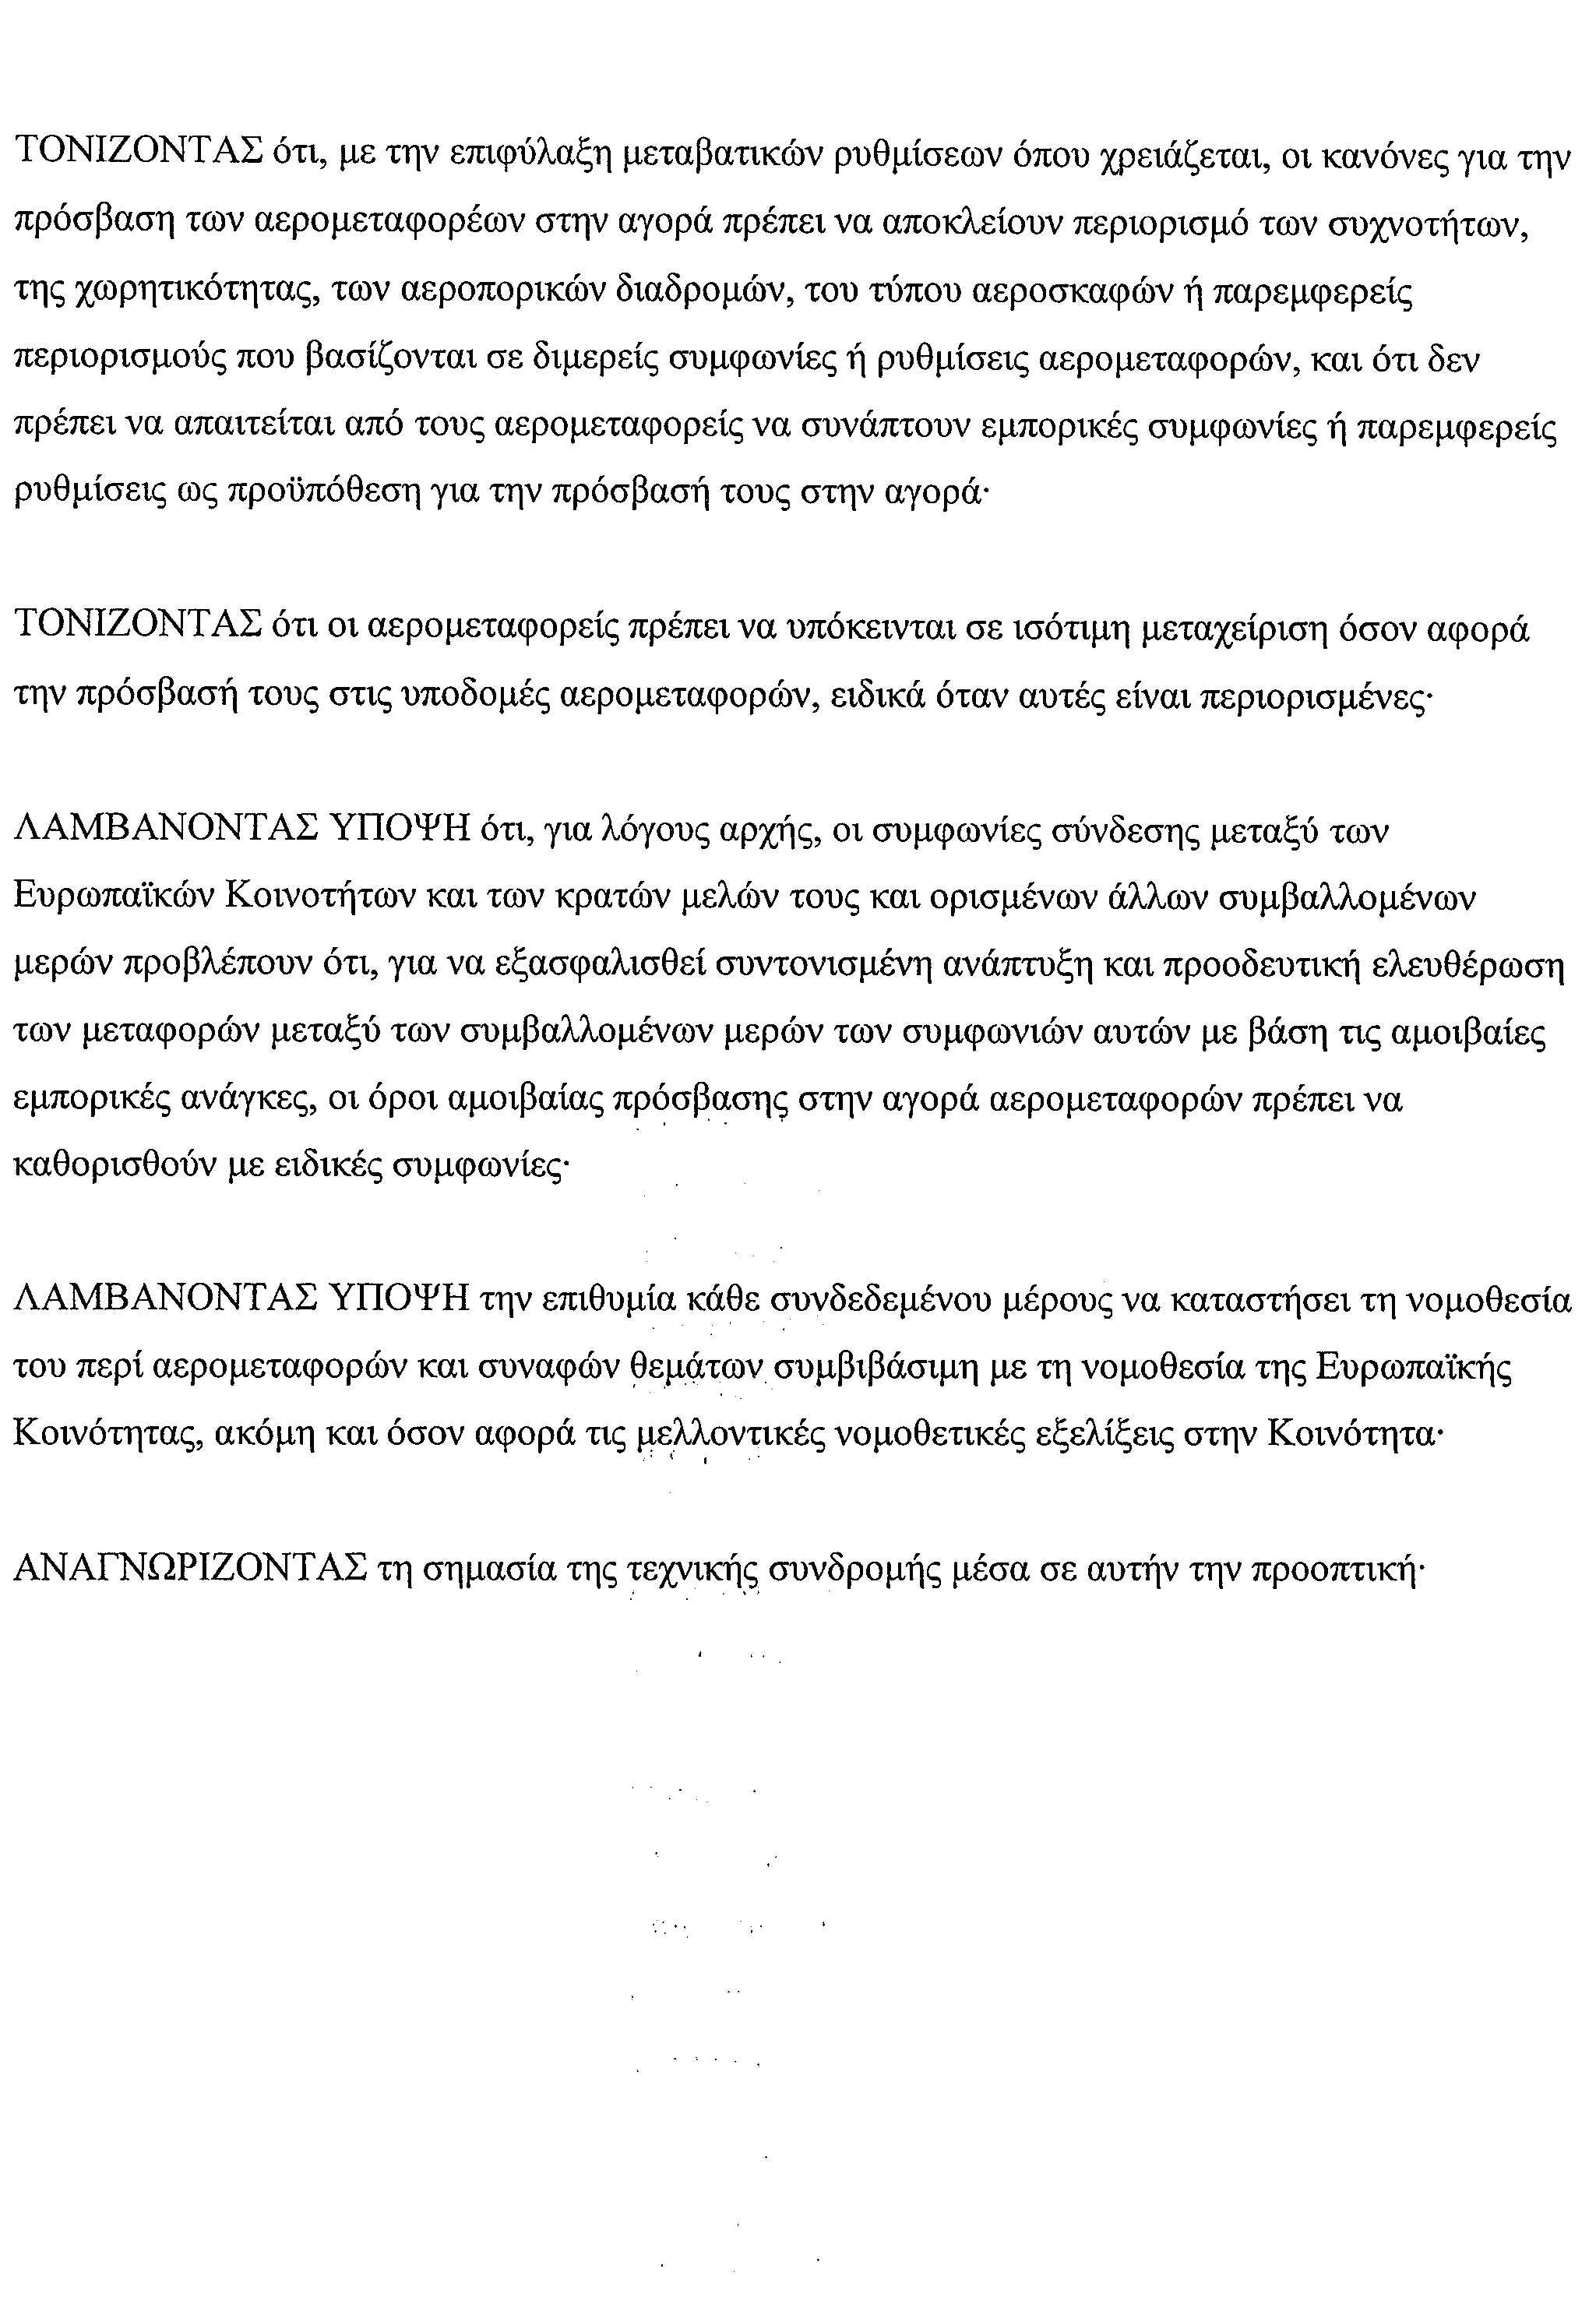 ΤΟΝΙΖΟΝΤΑΣ ότι, με την επιφύλαξη μεταβατικών ρυθμίσεων όπου χρειάζεται, οι κανόνες για την
πρόσβαση των αερομεταφορέων στην αγορά πρέπει να αποκλείουν περιορισμό των συχνοτήτων,
της χωρητικότητας, των αεροπορικών διαδρομών, του τύπου αεροσκαφών ή παρεμφερείς
περιορισμούς που βασίζονται σε διμερείς συμφωνίες ή ρυθμίσεις αερομεταφορών, και ότι δεν
πρέπει να απαιτείται από τους αερομεταφορείς να συνάπτουν εμπορικές συμφωνίες ή παρεμφερείς
ρυθμίσεις ως προϋπόθεση για την πρόσβασή τους στην αγορά·
ΤΟΝΙΖΟΝΤΑΣ ότι οι αερομεταφορείς πρέπει να υπόκεινται σε ισότιμη μεταχείριση όσον αφορά
την πρόσβασή τους στις υποδομές αερομεταφορών, ειδικά όταν αυτές είναι περιορισμένες·
ΛΑΜΒΑΝΟΝΤΑΣ ΥΠΟΨΗ ότι, για λόγους αρχής, οι συμφωνίες σύνδεσης μεταξύ των
Ευρωπαϊκών Κοινοτήτων και των κρατών μελών τους και ορισμένων άλλων συμβαλλομένων
μερών προβλέπουν ότι, για να εξασφαλισθεί συντονισμένη ανάπτυξη και προοδευτική ελευθέρωση
των μεταφορών μεταξύ των συμβαλλομένων μερών των συμφωνιών αυτών με βάση τις αμοιβαίες
εμπορικές ανάγκες, οι όροι αμοιβαίας πρόσβασης στην αγορά αερομεταφορών πρέπει να
καθορισθούν με ειδικές συμφωνίες·
ΛΑΜΒΑΝΟΝΤΑΣ ΥΠΟΨΗ την επιθυμία κάθε συνδεδεμένου μέρους να καταστήσει τη νομοθεσία
του περί αερομεταφορών και συναφών θεμάτων συμβιβάσιμη με τη νομοθεσία της Ευρωπαϊκής
Κοινότητας, ακόμη και όσον αφορά τις μελλοντικές νομοθετικές εξελίξεις στην Κοινότητα·
ΑΝΑΓΝΩΡΙΖΟΝΤΑΣ τη σημασία της τεχνικής συνδρομής μέσα σε αυτήν την προοπτική·